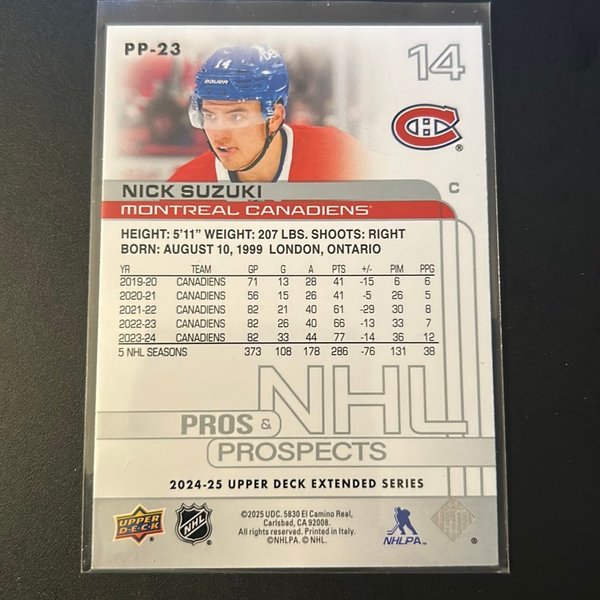 PP-23
14
14
BAUER
CH
®
NICK SUZUKI
C
MONTREAL CANADIENS®
HEIGHT: 5'11" WEIGHT: 207 LBS. SHOOTS: RIGHT
BORN: AUGUST 10, 1999 LONDON, ONTARIO
YR TEAM GP G A PTS +/- PIM PPG
2019-20 CANADIENS 71 13 28 41 -15 6 6
2020-21 CANADIENS 56 15 26 41 -5 26 5
2021-22 CANADIENS 82 21 40 61 -29 30 8
2022-23 CANADIENS 82 26 40 66 -13 33 7
2023-24 CANADIENS 82 33 44 77 -14 36 12
5 NHL SEASONS 373 108 178 286 -76 131 38
NHL
PROS &
PROSPECTS
2024-25 UPPER DECK EXTENDED SERIES
UPPER DECK
NHL
©2025 UDC. 5830 El Camino Real,
Carlsbad, CA 92008.
All rights reserved. Printed in Italy.
©NHLPA. © NHL.
NHLPA
®